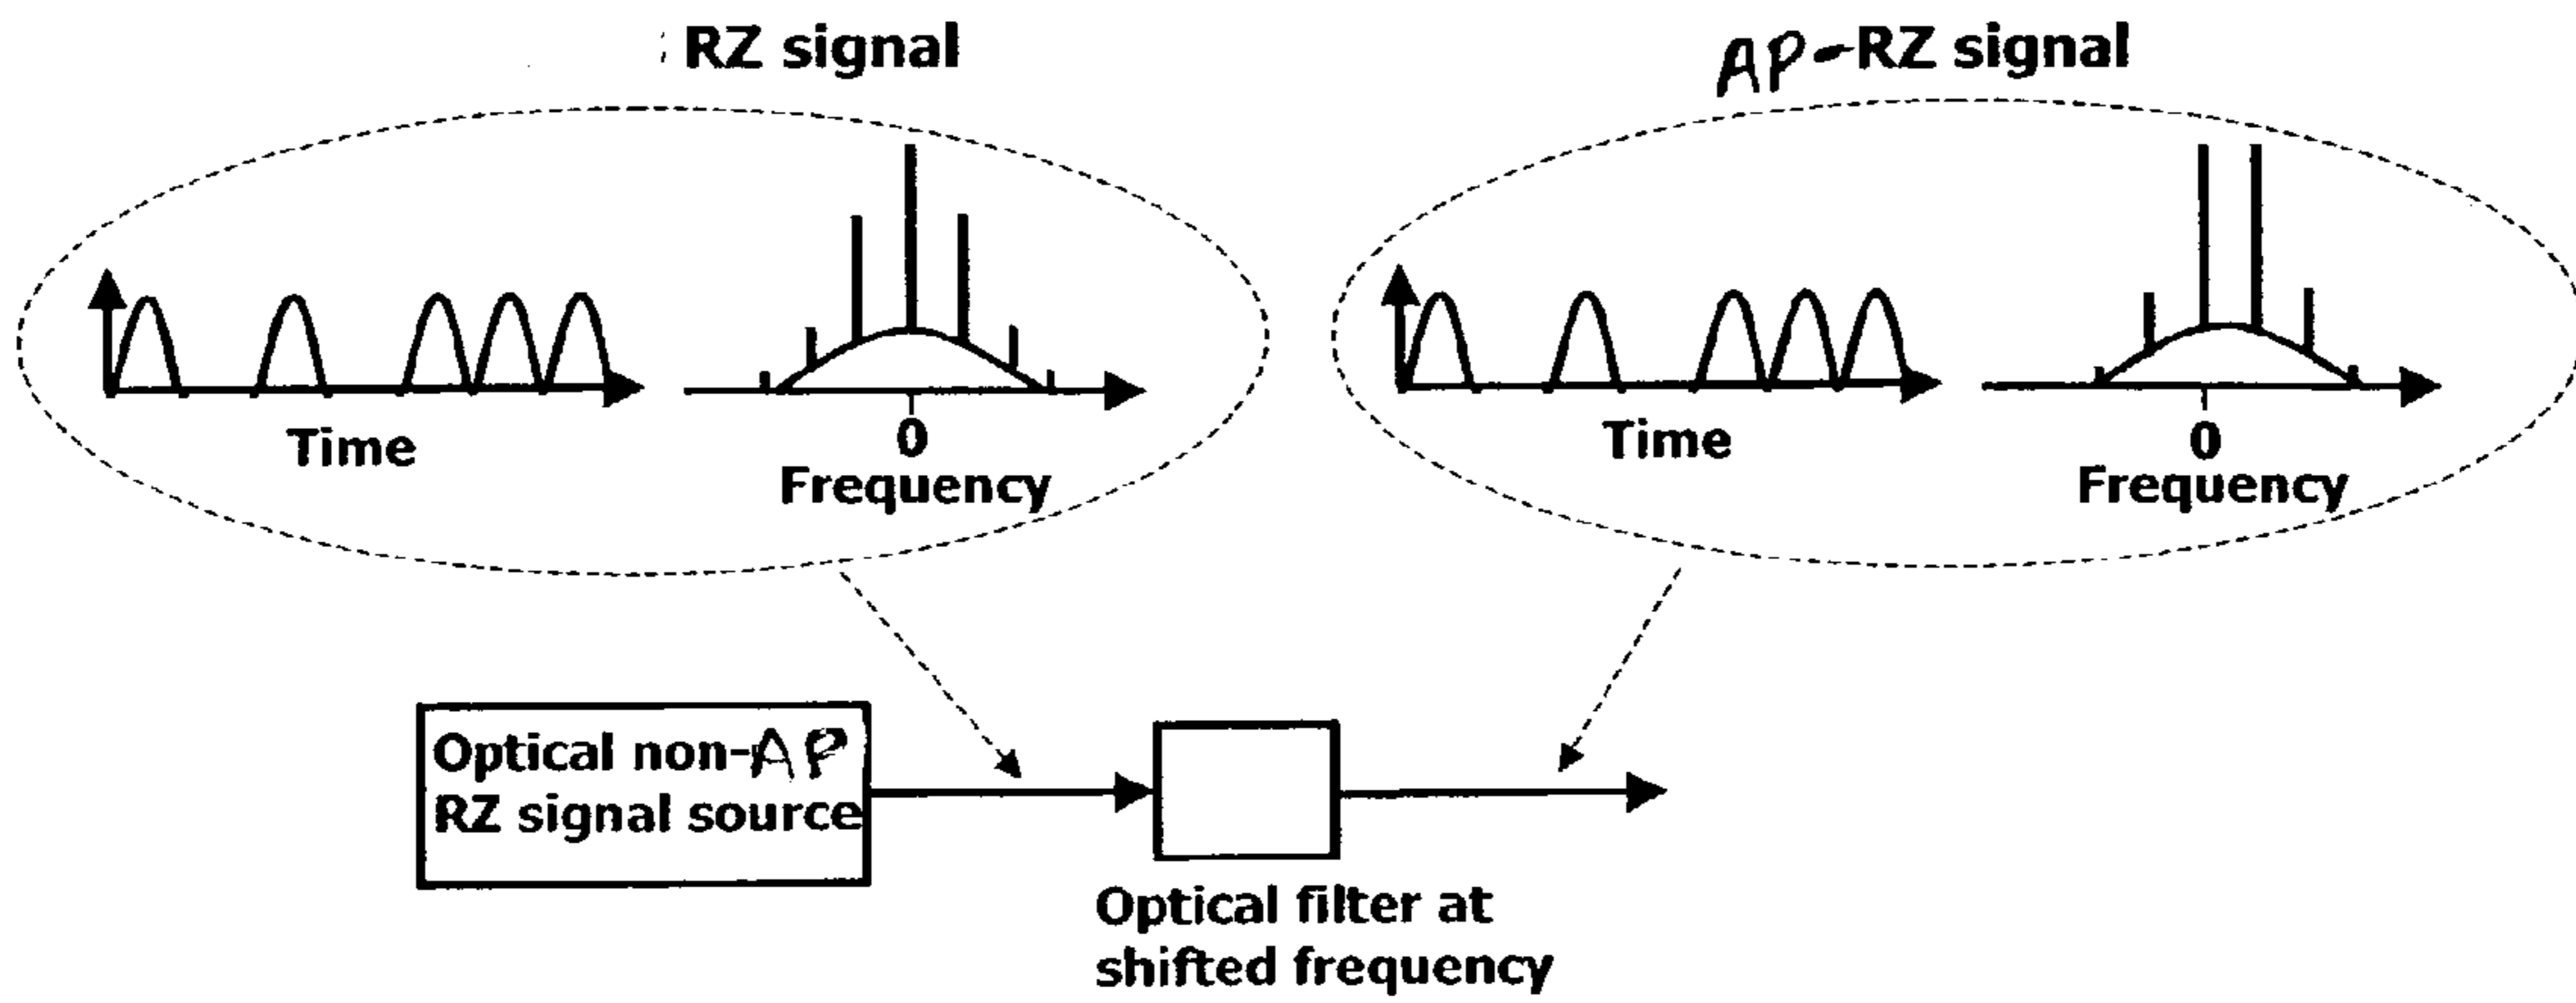 RZ signal
AP-RZ signal
Time
0
Frequency
Time
0
Frequency
Optical non-AP
RZ signal source
Optical filter at
shifted frequency